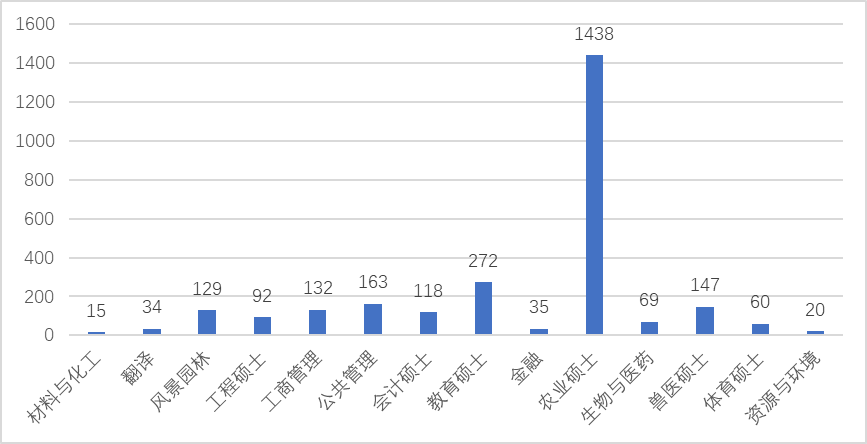 1600
1400
1200
1000
800
600
400
200
0
15
34
129
92
132
163
118
272
35
1438
69
147
60
20
材料与化工
翻译
风景园林
工程硕士
工商管理
公共管理
会计硕士
教育硕士
金融
农业硕士
生物与医药
兽医硕士
体育硕士
资源与环境